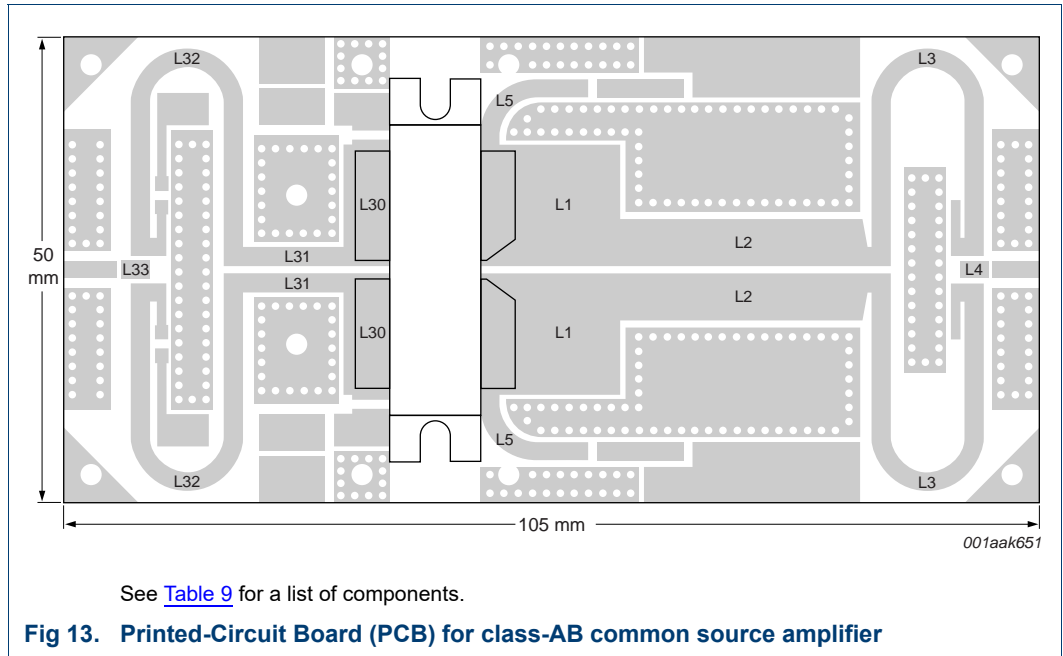 L32
L3
L5
L30
L1
L31
L2
50
mm
L33
L4
L31
L2
L30
L1
L5
L32
L3
105 mm
001aak651
See Table 9 for a list of components.
Fig 13. Printed-Circuit Board (PCB) for class-AB common source amplifier